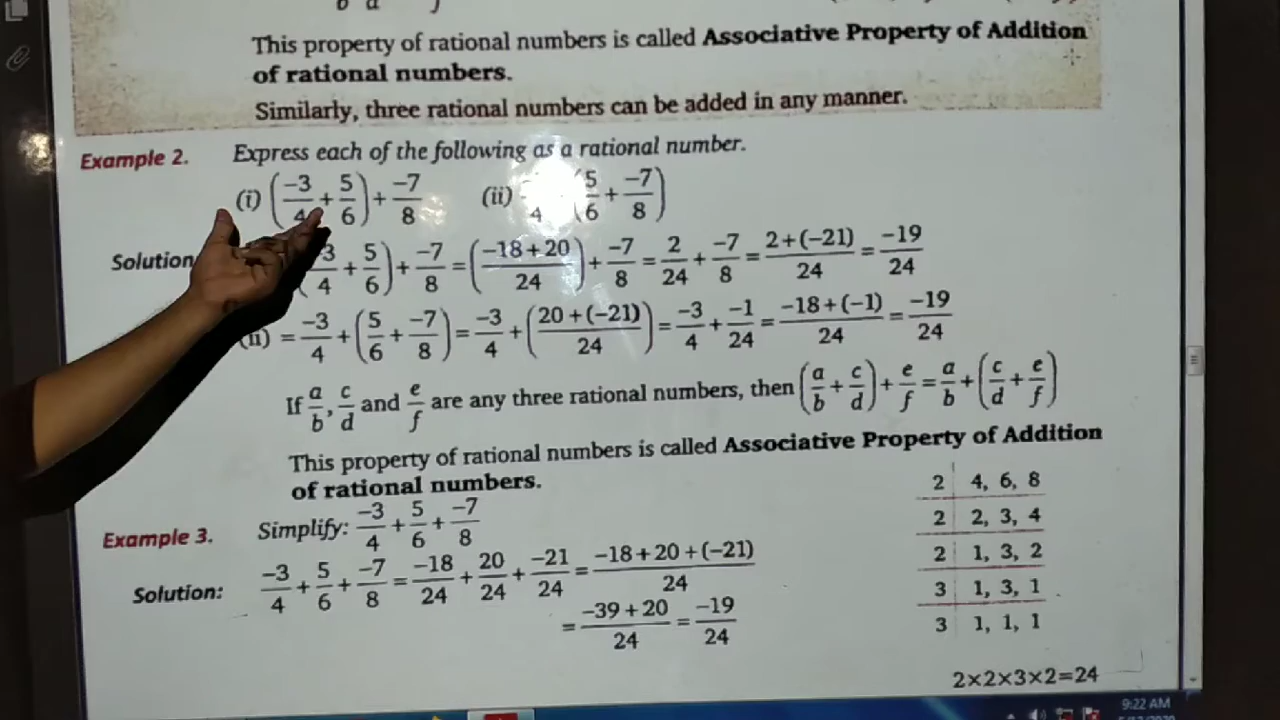 b d
This property of rational numbers is called Associative Property of Addition
of rational numbers.
Similarly, three rational numbers can be added in any manner.
Example 2. Express each of the following as a rational number.
(i) (-3/4 + 5/6) + -7/8 (ii) 4 (5/6 + -7/8)
Solution 3/4 + 5/6) + -7/8 = (-18+20/24) + -7/8 = 2/24 + -7/8 = 2+(-21)/24 = -19/24
(ii) = -3/4 + (5/6 + -7/8) = -3/4 + (20+(-21)/24) = -3/4 + -1/24 = -18+(-1)/24 = -19/24
If a/b, c/d and e/f are any three rational numbers, then (a/b + c/d) + e/f = a/b + (c/d + e/f)
This property of rational numbers is called Associative Property of Addition
of rational numbers.
Example 3. Simplify: -3/4 + 5/6 + -7/8
Solution: -3/4 + 5/6 + -7/8 = -18/24 + 20/24 + -21/24 = -18+20+(-21)/24
= -39+20/24 = -19/24
2 4, 6, 8
2 2, 3, 4
2 1, 3, 2
3 1, 3, 1
3 1, 1, 1
2×2×3×2=24
9:22 AM